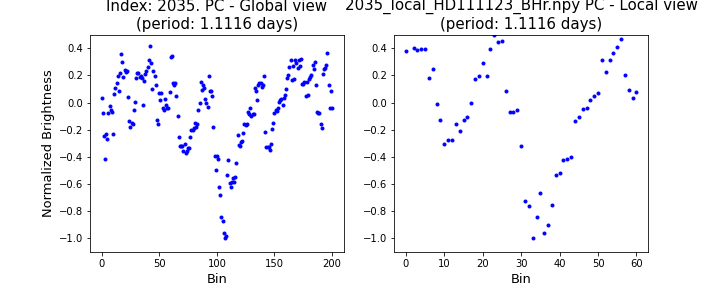 Index: 2035. PC - Global view
(period: 1.1116 days)
2035_local_HD111123_BHr.npy PC - Local view
(period: 1.1116 days)
Normalized Brightness
0.4
0.2
0.0
−0.2
−0.4
−0.6
−0.8
−1.0
0 50 100 150 200
Bin
0.4
0.2
0.0
−0.2
−0.4
−0.6
−0.8
−1.0
0 10 20 30 40 50 60
Bin